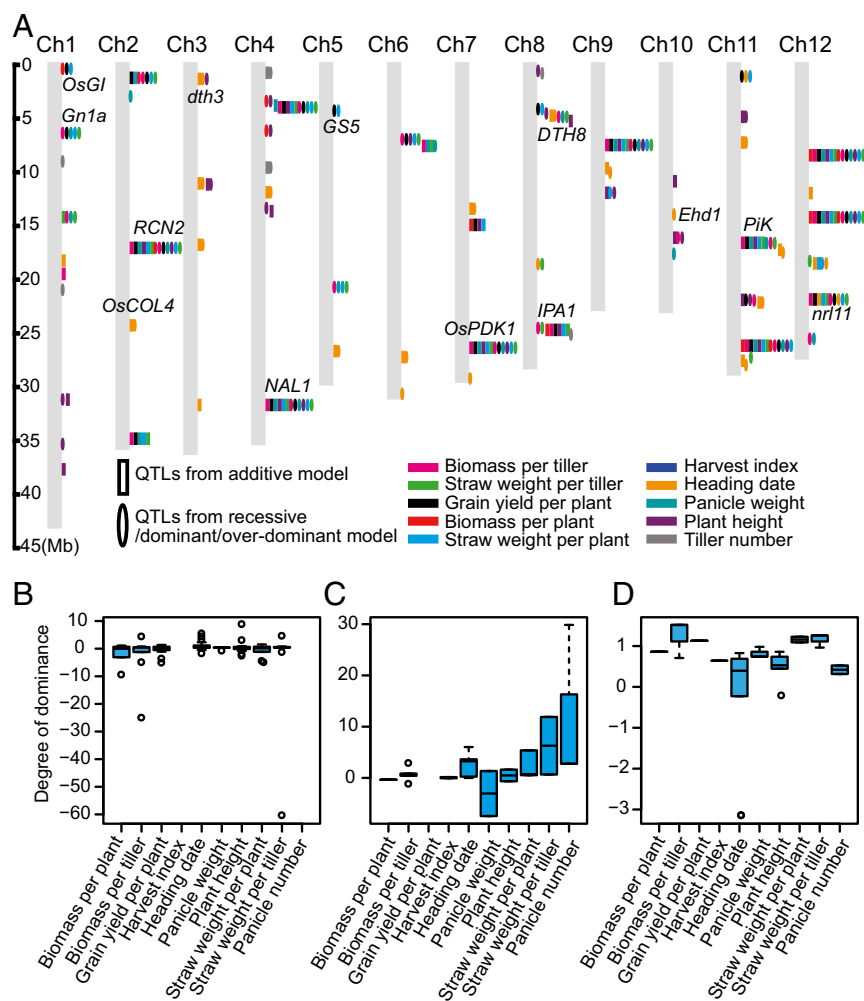 A
Ch1 Ch2 Ch3 Ch4 Ch5 Ch6 Ch7 Ch8 Ch9 Ch10 Ch11 Ch12
0
5
10
15
20
25
30
35
40
45(Mb)
OsGI
Gn1a
RCN2
OsCOL4
dth3
NAL1
GS5
OsPDK1
DTH8
IPA1
Ehd1
PiK
nrl11
QTLs from additive model
QTLs from recessive
/dominant/over-dominant model
Biomass per tiller
Straw weight per tiller
Grain yield per plant
Biomass per plant
Straw weight per plant
Harvest index
Heading date
Panicle weight
Plant height
Tiller number
B
Degree of dominance
10
0
−10
−20
−30
−40
−50
−60
Biomass per plant
Biomass per tiller
Grain yield per plant
Harvest index
Heading date
Panicle weight
Plant height
Straw weight per plant
Straw weight per tiller
Panicle number
C
30
20
10
0
Biomass per plant
Biomass per tiller
Grain yield per plant
Harvest index
Heading date
Panicle weight
Plant height
Straw weight per plant
Straw weight per tiller
Panicle number
D
1
0
−1
−2
−3
Biomass per plant
Biomass per tiller
Grain yield per plant
Harvest index
Heading date
Panicle weight
Plant height
Straw weight per plant
Straw weight per tiller
Panicle number